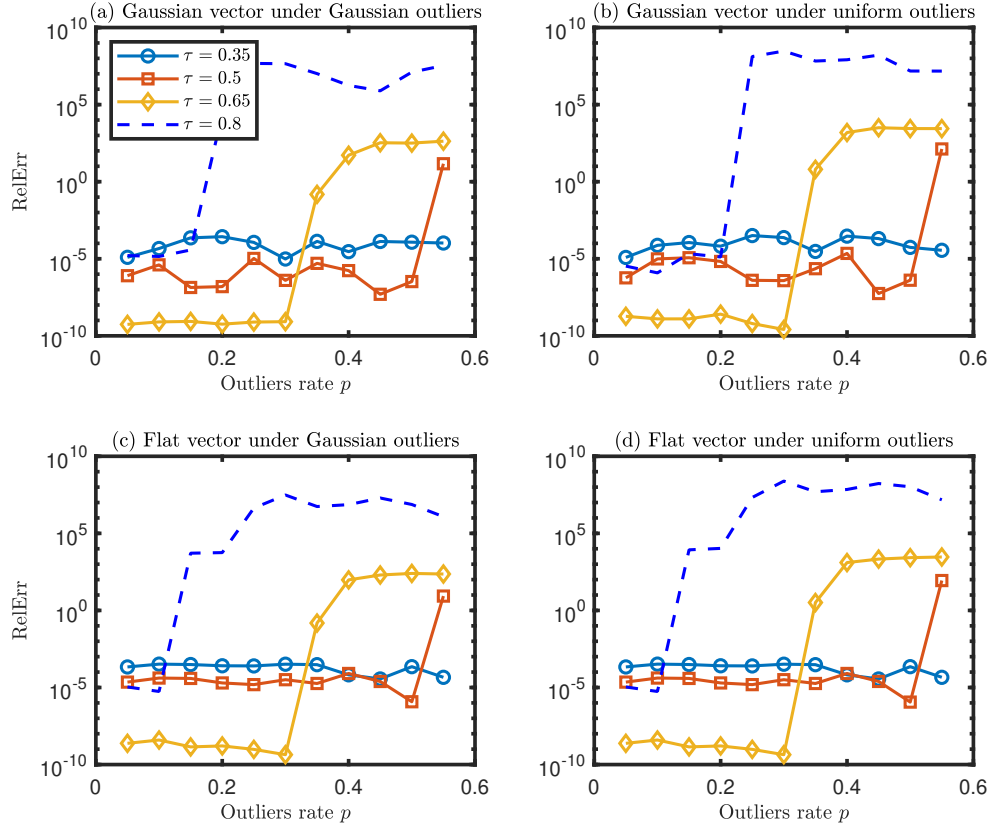 (a) Gaussian vector under Gaussian outliers
10^10
10^5
10^0
10^-5
10^-10
RelErr
τ = 0.35
τ = 0.5
τ = 0.65
τ = 0.8
0 0.2 0.4 0.6
Outliers rate p
(b) Gaussian vector under uniform outliers
10^10
10^5
10^0
10^-5
10^-10
0 0.2 0.4 0.6
Outliers rate p
(c) Flat vector under Gaussian outliers
10^10
10^5
10^0
10^-5
10^-10
RelErr
0 0.2 0.4 0.6
Outliers rate p
(d) Flat vector under uniform outliers
10^10
10^5
10^0
10^-5
10^-10
0 0.2 0.4 0.6
Outliers rate p